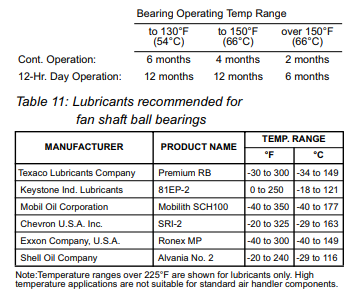 Bearing Operating Temp Range
to 130°F to 150°F over 150°F
(54°C) (66°C) (66°C)
Cont. Operation: 6 months 4 months 2 months
12-Hr. Day Operation: 12 months 12 months 6 months
Table 11: Lubricants recommended for
fan shaft ball bearings
MANUFACTURER PRODUCT NAME TEMP. RANGE
°F °C
Texaco Lubricants Company Premium RB -30 to 300 -34 to 149
Keystone Ind. Lubricants 81EP-2 0 to 250 -18 to 121
Mobil Oil Corporation Mobilith SCH100 -40 to 350 -40 to 177
Chevron U.S.A. Inc. SRI-2 -20 to 325 -29 to 163
Exxon Company, U.S.A. Ronex MP -40 to 300 -40 to 149
Shell Oil Company Alvania No. 2 -20 to 240 -29 to 116
Note:Temperature ranges over 225°F are shown for lubricants only. High
temperature applications are not suitable for standard air handler components.